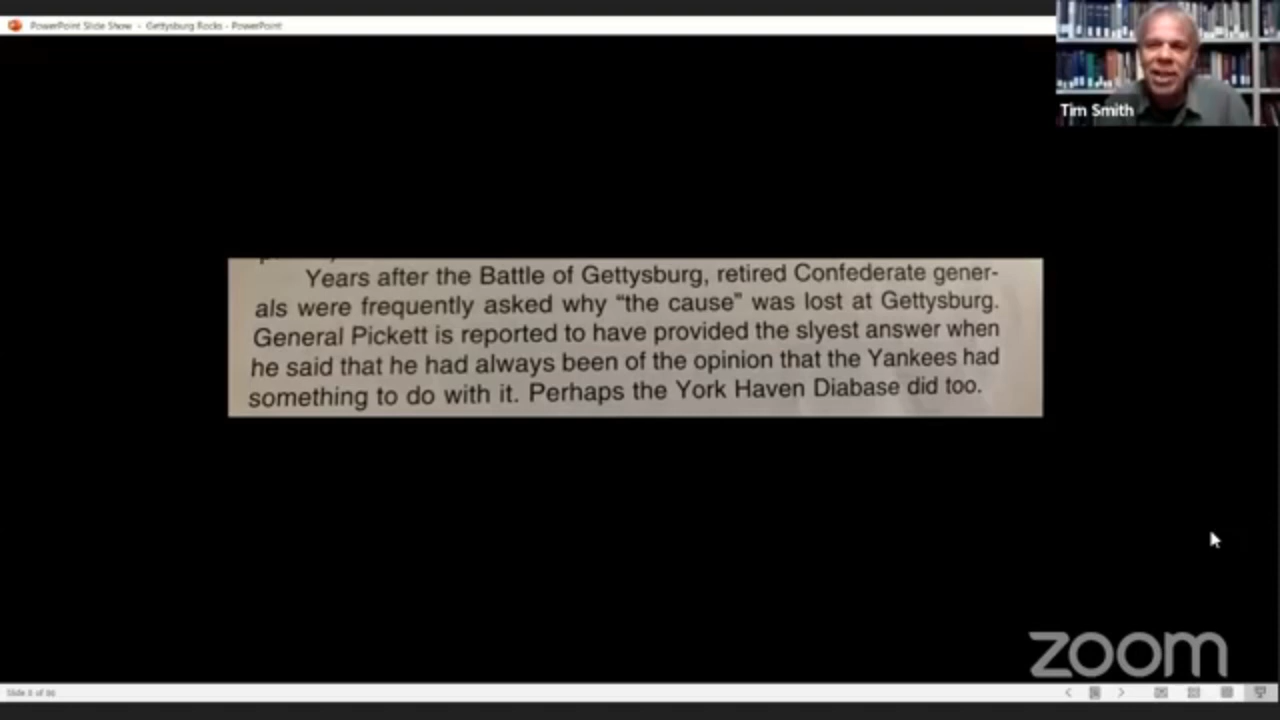 PowerPoint Slide Show - Gettysburg Rocks - PowerPoint
Tim Smith
Years after the Battle of Gettysburg, retired Confederate gener-
als were frequently asked why “the cause” was lost at Gettysburg.
General Pickett is reported to have provided the slyest answer when
he said that he had always been of the opinion that the Yankees had
something to do with it. Perhaps the York Haven Diabase did too.
zoom